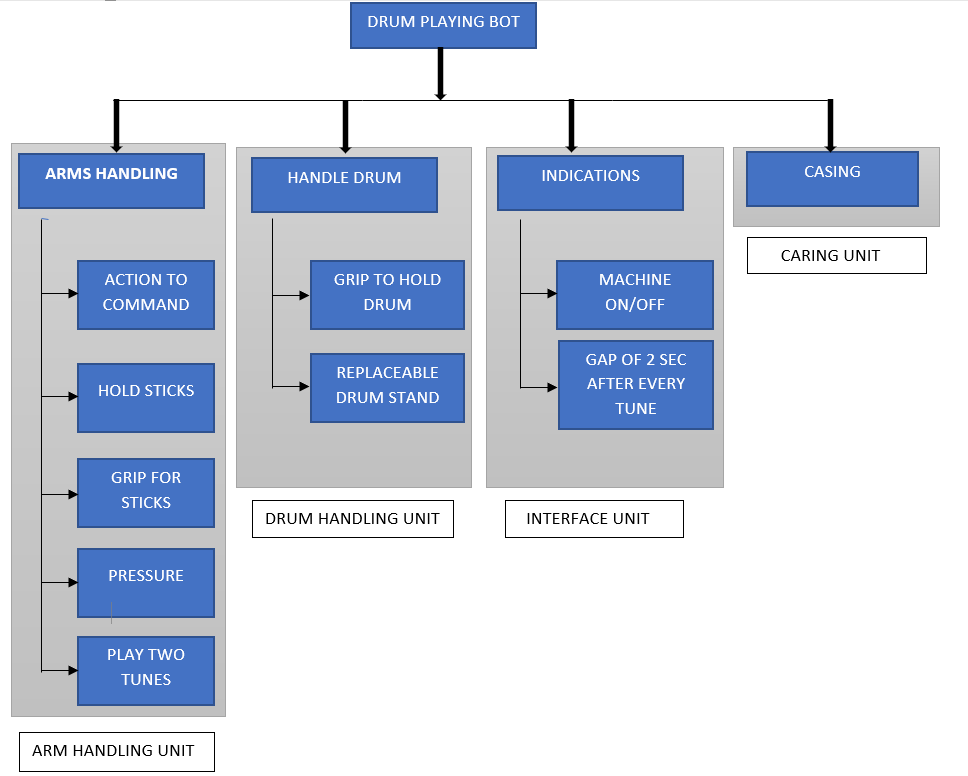 DRUM PLAYING BOT
ARMS HANDLING
ACTION TO
COMMAND
HOLD STICKS
GRIP FOR
STICKS
PRESSURE
PLAY TWO
TUNES
ARM HANDLING UNIT
HANDLE DRUM
GRIP TO HOLD
DRUM
REPLACEABLE
DRUM STAND
DRUM HANDLING UNIT
INDICATIONS
MACHINE
ON/OFF
GAP OF 2 SEC
AFTER EVERY
TUNE
INTERFACE UNIT
CASING
CARING UNIT